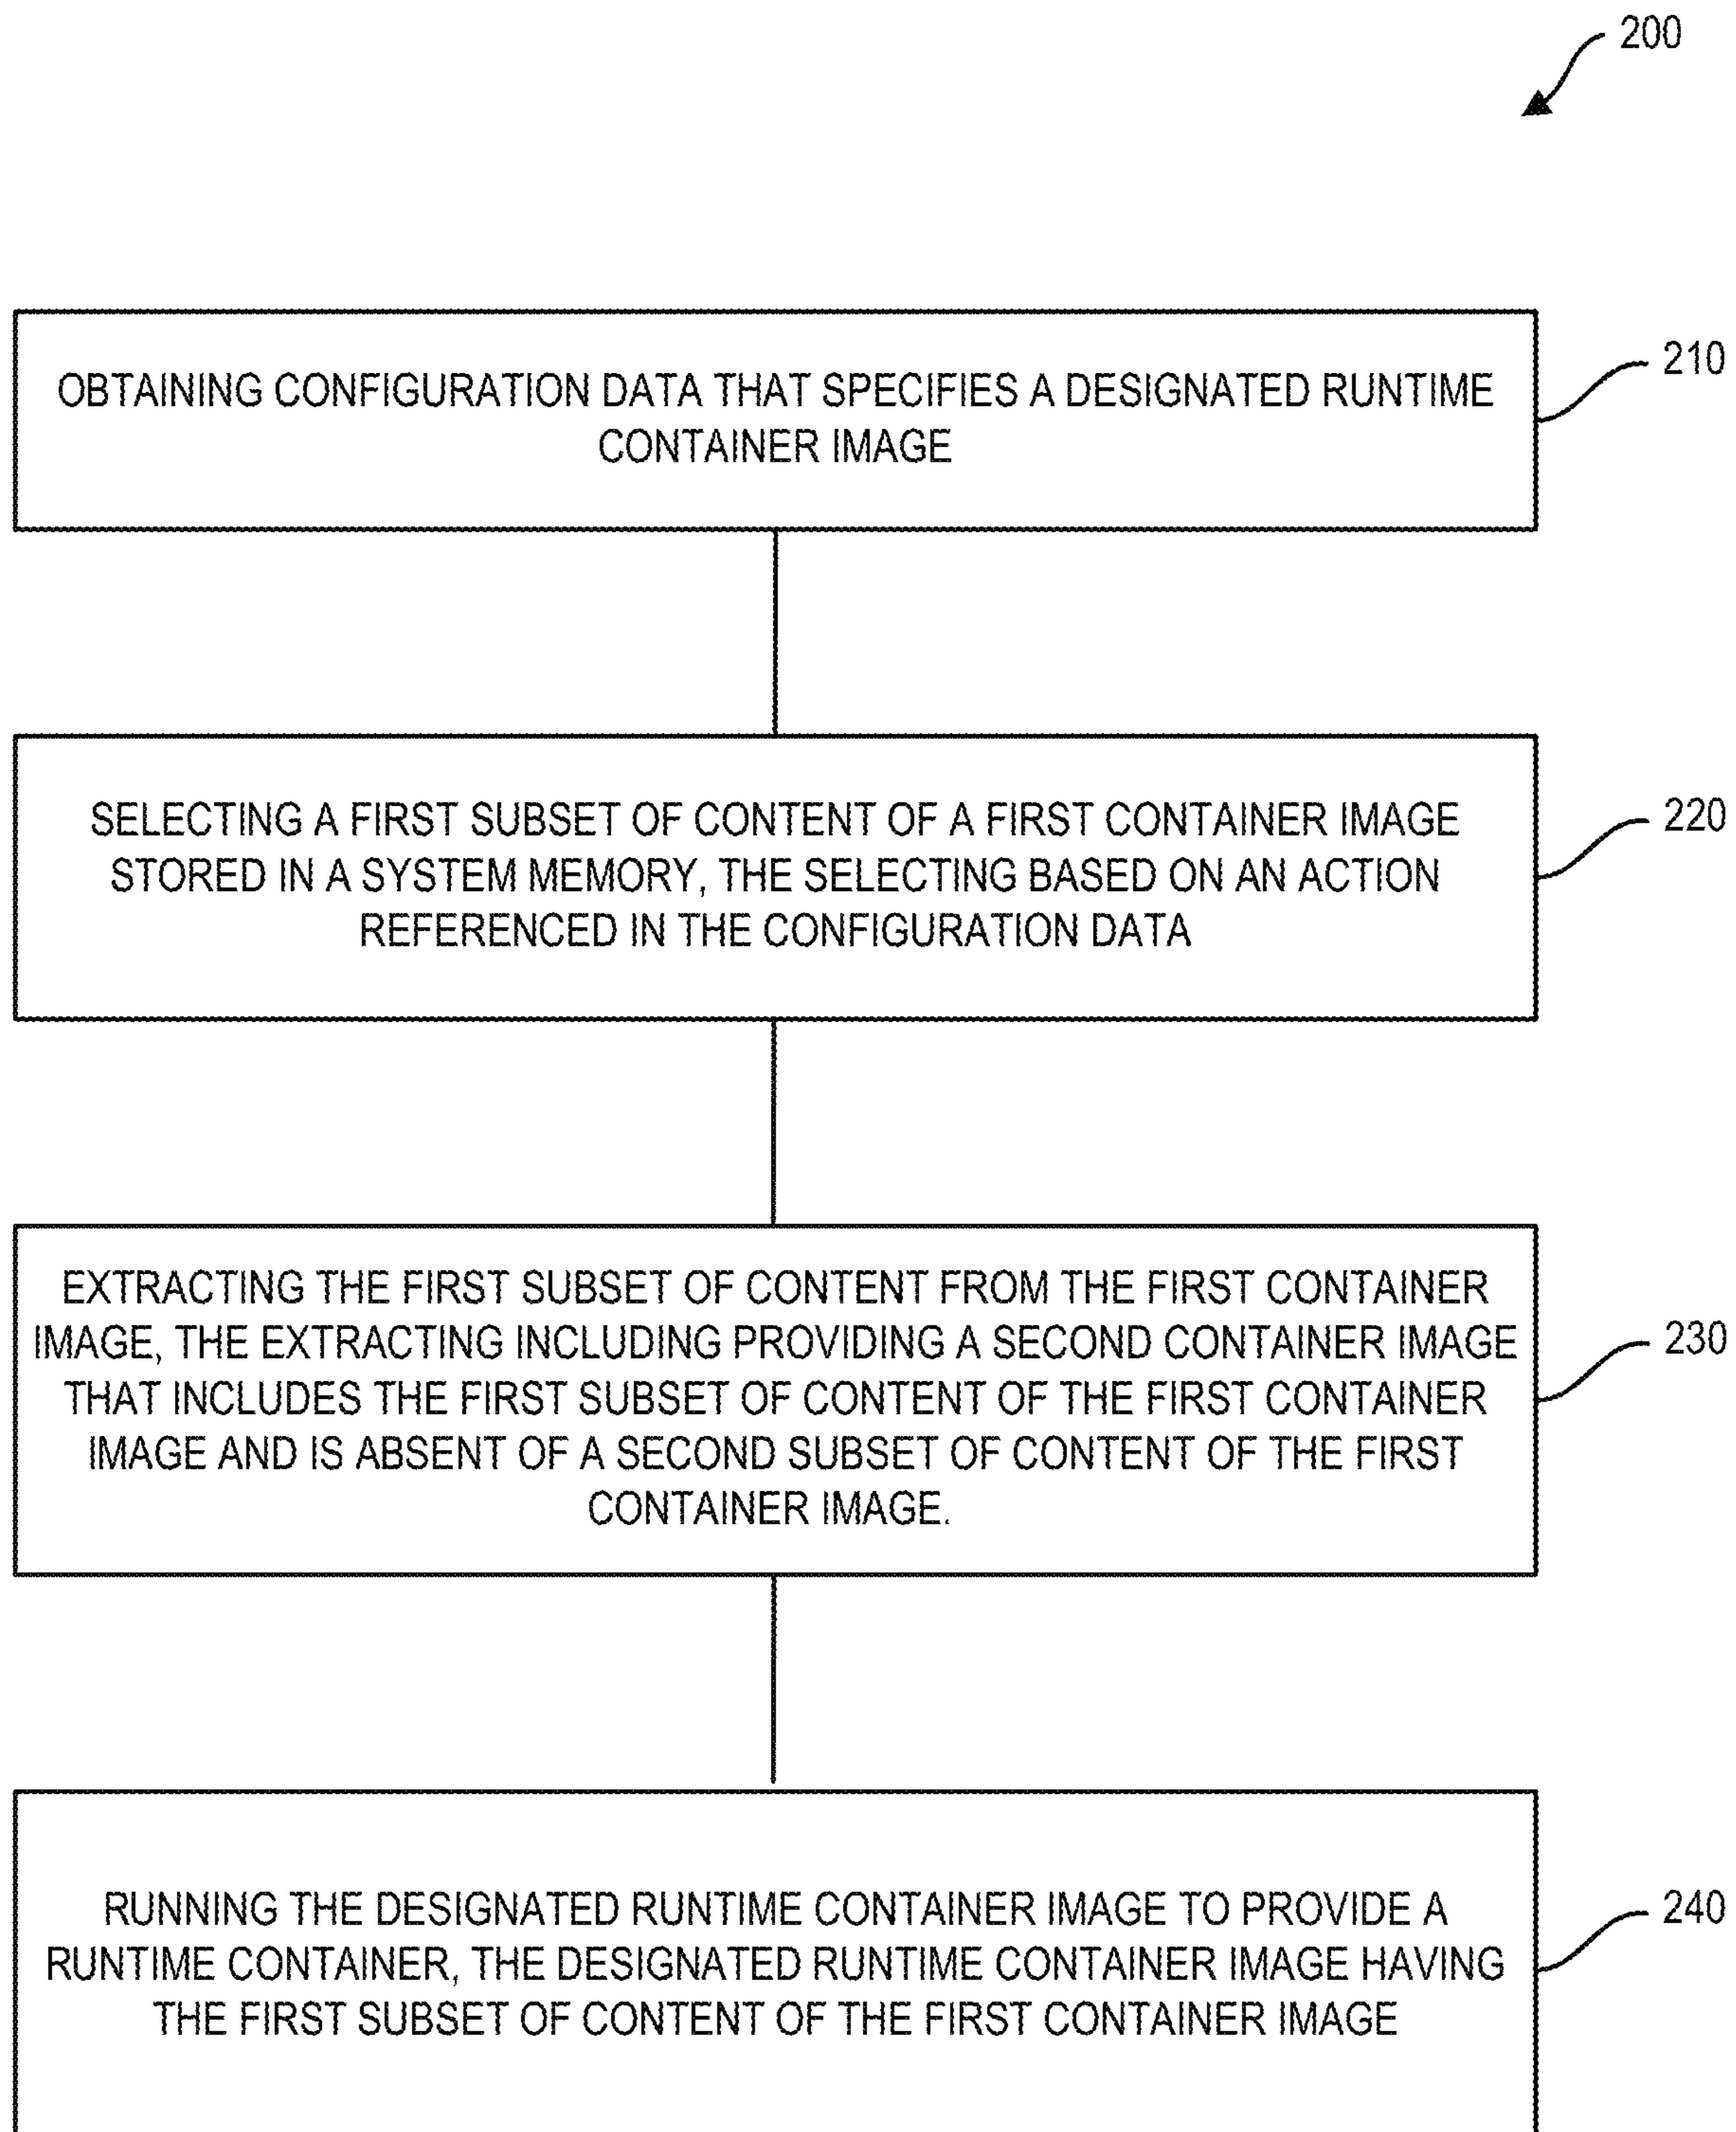 200
OBTAINING CONFIGURATION DATA THAT SPECIFIES A DESIGNATED RUNTIME
CONTAINER IMAGE
210
SELECTING A FIRST SUBSET OF CONTENT OF A FIRST CONTAINER IMAGE
STORED IN A SYSTEM MEMORY, THE SELECTING BASED ON AN ACTION
REFERENCED IN THE CONFIGURATION DATA
220
EXTRACTING THE FIRST SUBSET OF CONTENT FROM THE FIRST CONTAINER
IMAGE, THE EXTRACTING INCLUDING PROVIDING A SECOND CONTAINER IMAGE
THAT INCLUDES THE FIRST SUBSET OF CONTENT OF THE FIRST CONTAINER
IMAGE AND IS ABSENT OF A SECOND SUBSET OF CONTENT OF THE FIRST
CONTAINER IMAGE.
230
RUNNING THE DESIGNATED RUNTIME CONTAINER IMAGE TO PROVIDE A
RUNTIME CONTAINER, THE DESIGNATED RUNTIME CONTAINER IMAGE HAVING
THE FIRST SUBSET OF CONTENT OF THE FIRST CONTAINER IMAGE
240